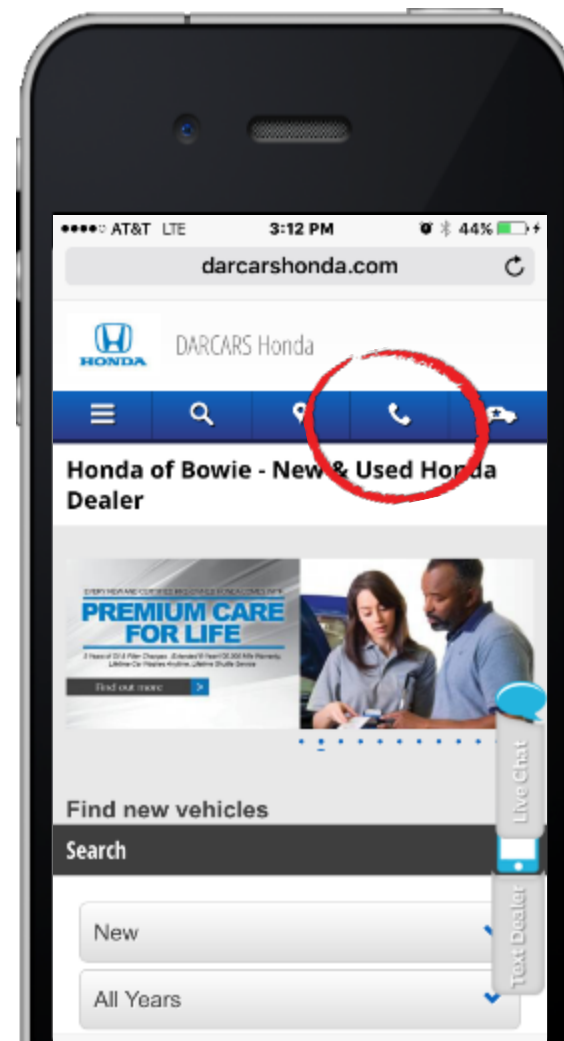 AT&T LTE 3:12 PM 44%
darcarshonda.com
HONDA
DARCARS Honda
Honda of Bowie - New & Used Honda
Dealer
PREMIUM CARE
FOR LIFE
Find out more
Live Chat
Find new vehicles
Search
Text Dealer
New
All Years